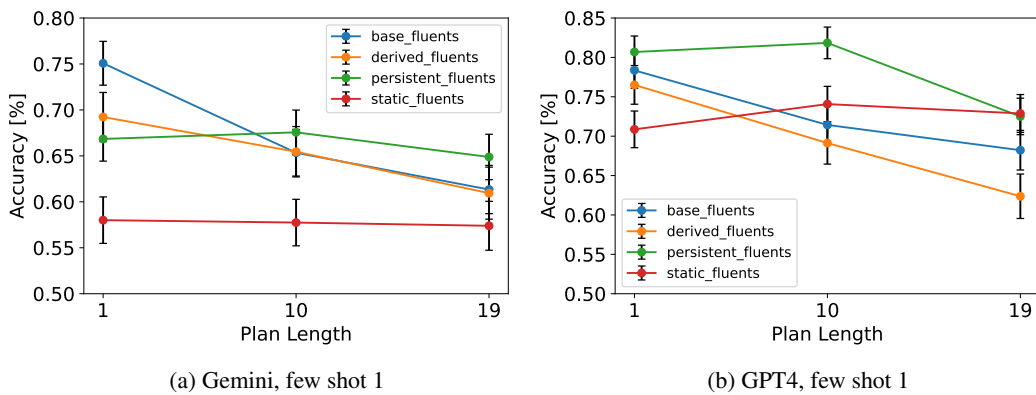 0.80
0.75
0.70
0.65
0.60
0.55
0.50
Accuracy [%]
base_fluents
derived_fluents
persistent_fluents
static_fluents
1
10
19
Plan Length
(a) Gemini, few shot 1
0.85
0.80
0.75
0.70
0.65
0.60
0.55
0.50
Accuracy [%]
base_fluents
derived_fluents
persistent_fluents
static_fluents
1
10
19
Plan Length
(b) GPT4, few shot 1